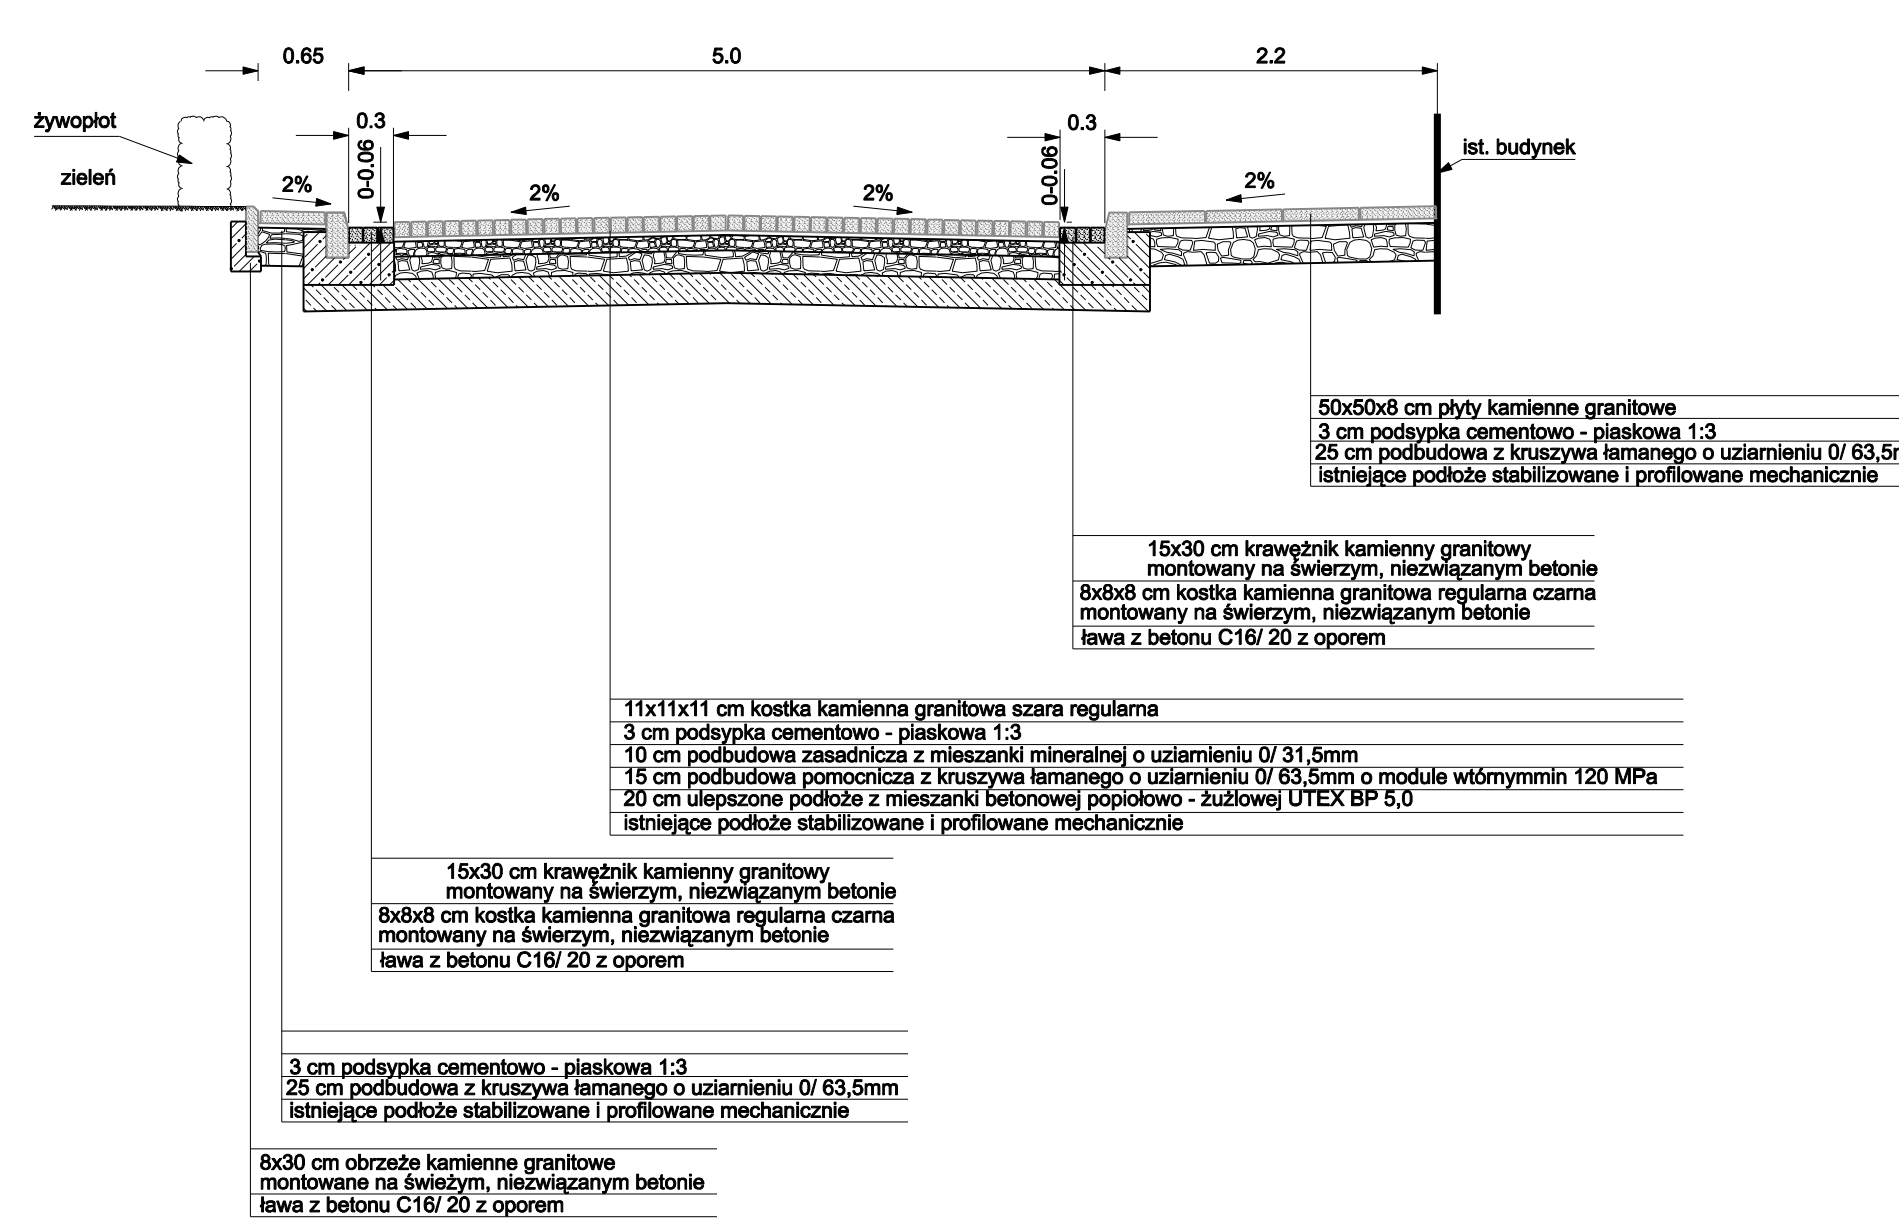 0.65
5.0
2.2
żywopłot
0.3
0.3
ist. budynek
0-0.06
0-0.06
zieleń
2%
2%
2%
2%
50x50x8 cm płyty kamienne granitowe
3 cm podsypka cementowo - piaskowa 1:3
25 cm podbudowa z kruszywa łamanego o uziarnieniu 0/ 63,5
istniejące podłoże stabilizowane i profilowane mechanicznie
15x30 cm krawężnik kamienny granitowy
montowany na świerzym, niezwiązanym betonie
8x8x8 cm kostka kamienna granitowa regularna czarna
montowany na świerzym, niezwiązanym betonie
ława z betonu C16/ 20 z oporem
11x11x11 cm kostka kamienna granitowa szara regularna
3 cm podsypka cementowo - piaskowa 1:3
10 cm podbudowa zasadnicza z mieszanki mineralnej o uziarnieniu 0/ 31,5mm
15 cm podbudowa pomocnicza z kruszywa łamanego o uziarnieniu 0/ 63,5mm o module wtórnymmin 120 MPa
20 cm ulepszone podłoże z mieszanki betonowej popiołowo - żużlowej UTEX BP 5,0
istniejące podłoże stabilizowane i profilowane mechanicznie
15x30 cm krawężnik kamienny granitowy
montowany na świerzym, niezwiązanym betonie
8x8x8 cm kostka kamienna granitowa regularna czarna
montowany na świerzym, niezwiązanym betonie
ława z betonu C16/ 20 z oporem
3 cm podsypka cementowo - piaskowa 1:3
25 cm podbudowa z kruszywa łamanego o uziarnieniu 0/ 63,5mm
istniejące podłoże stabilizowane i profilowane mechanicznie
8x30 cm obrzeże kamienne granitowe
montowane na świeżym, niezwiązanym betonie
ława z betonu C16/ 20 z oporem